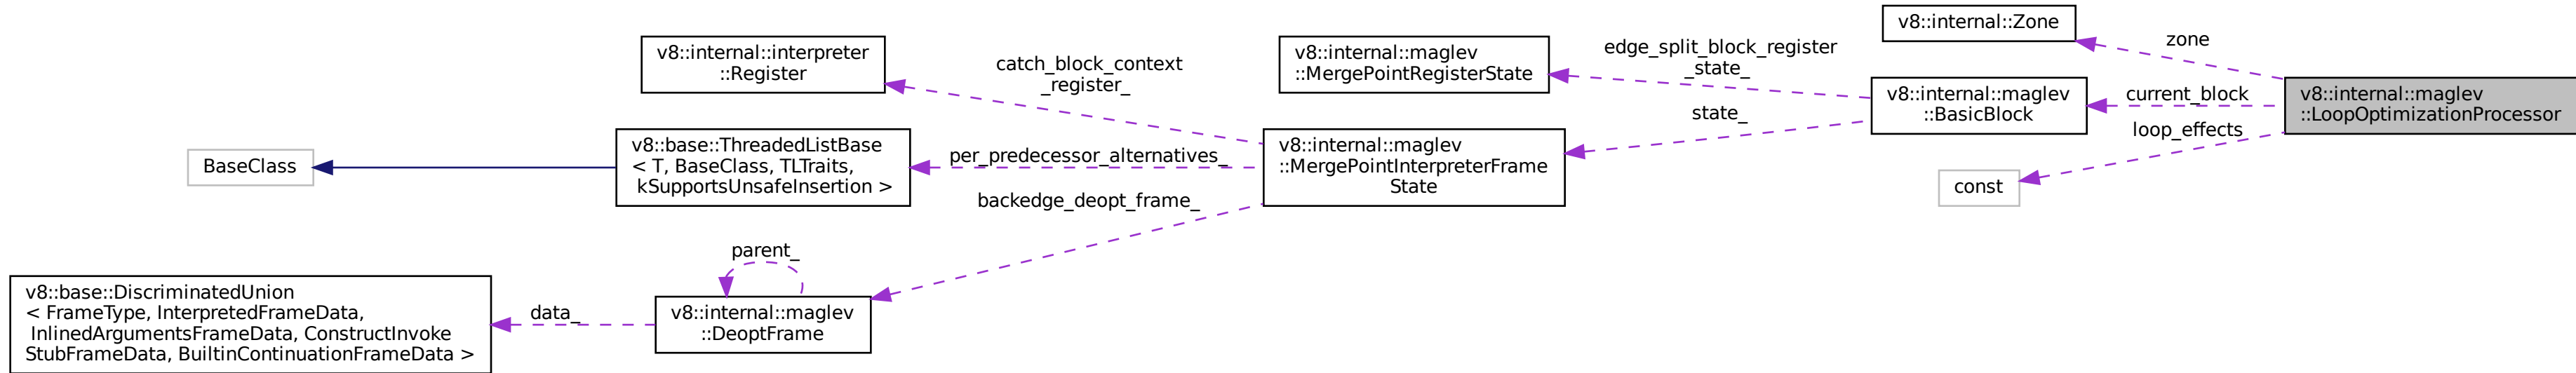 v8::internal::Zone
zone
v8::internal::interpreter
::Register
catch_block_context
_register_
v8::internal::maglev
::MergePointRegisterState
edge_split_block_register
_state_
v8::internal::maglev
::BasicBlock
current_block
v8::internal::maglev
::LoopOptimizationProcessor
state_
loop_effects
BaseClass
v8::base::ThreadedListBase
< T, BaseClass, TLTraits,
kSupportsUnsafeInsertion >
per_predecessor_alternatives_
v8::internal::maglev
::MergePointInterpreterFrame
State
const
backedge_deopt_frame_
parent_
v8::base::DiscriminatedUnion
< FrameType, InterpretedFrameData,
InlinedArgumentsFrameData, ConstructInvoke
StubFrameData, BuiltinContinuationFrameData >
data_
v8::internal::maglev
::DeoptFrame